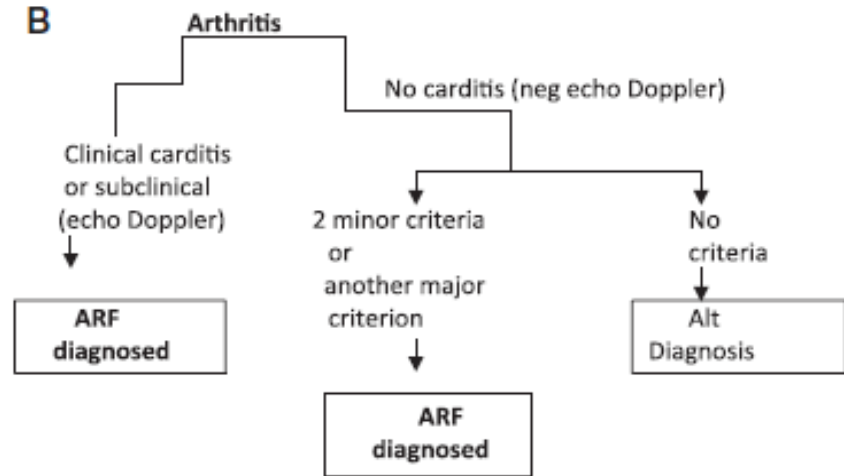 B
Arthritis
No carditis (neg echo Doppler)
Clinical carditis
or subclinical
(echo Doppler)
2 minor criteria
or
another major
criterion
No
criteria
ARF
diagnosed
Alt
Diagnosis
ARF
diagnosed